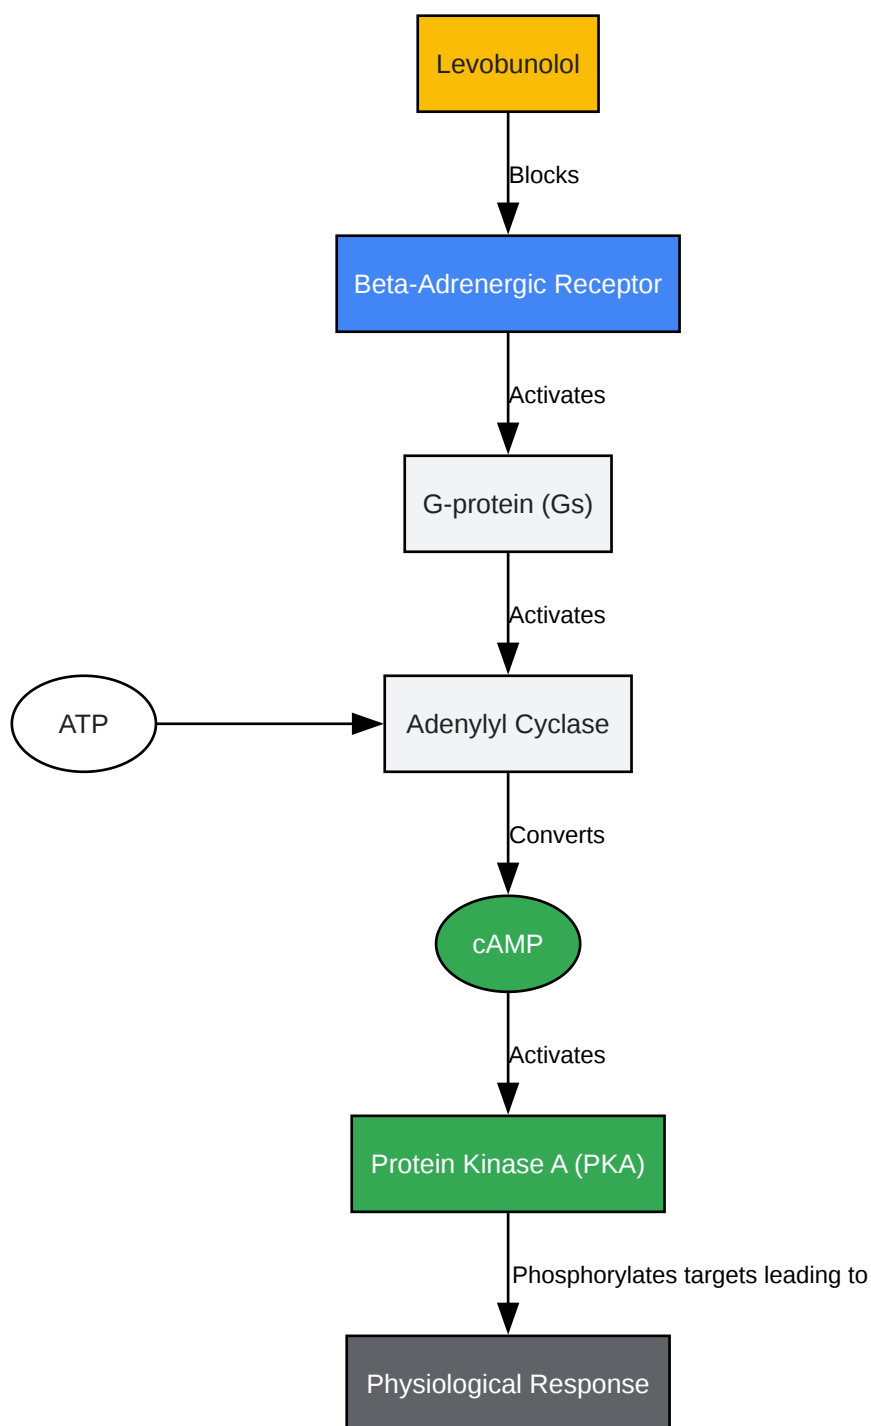 Levobunolol
Blocks
Beta-Adrenergic Receptor
Activates
G-protein (Gs)
Activates
ATP
Adenylyl Cyclase
Converts
cAMP
Activates
Protein Kinase A (PKA)
Phosphorylates targets leading to
Physiological Response